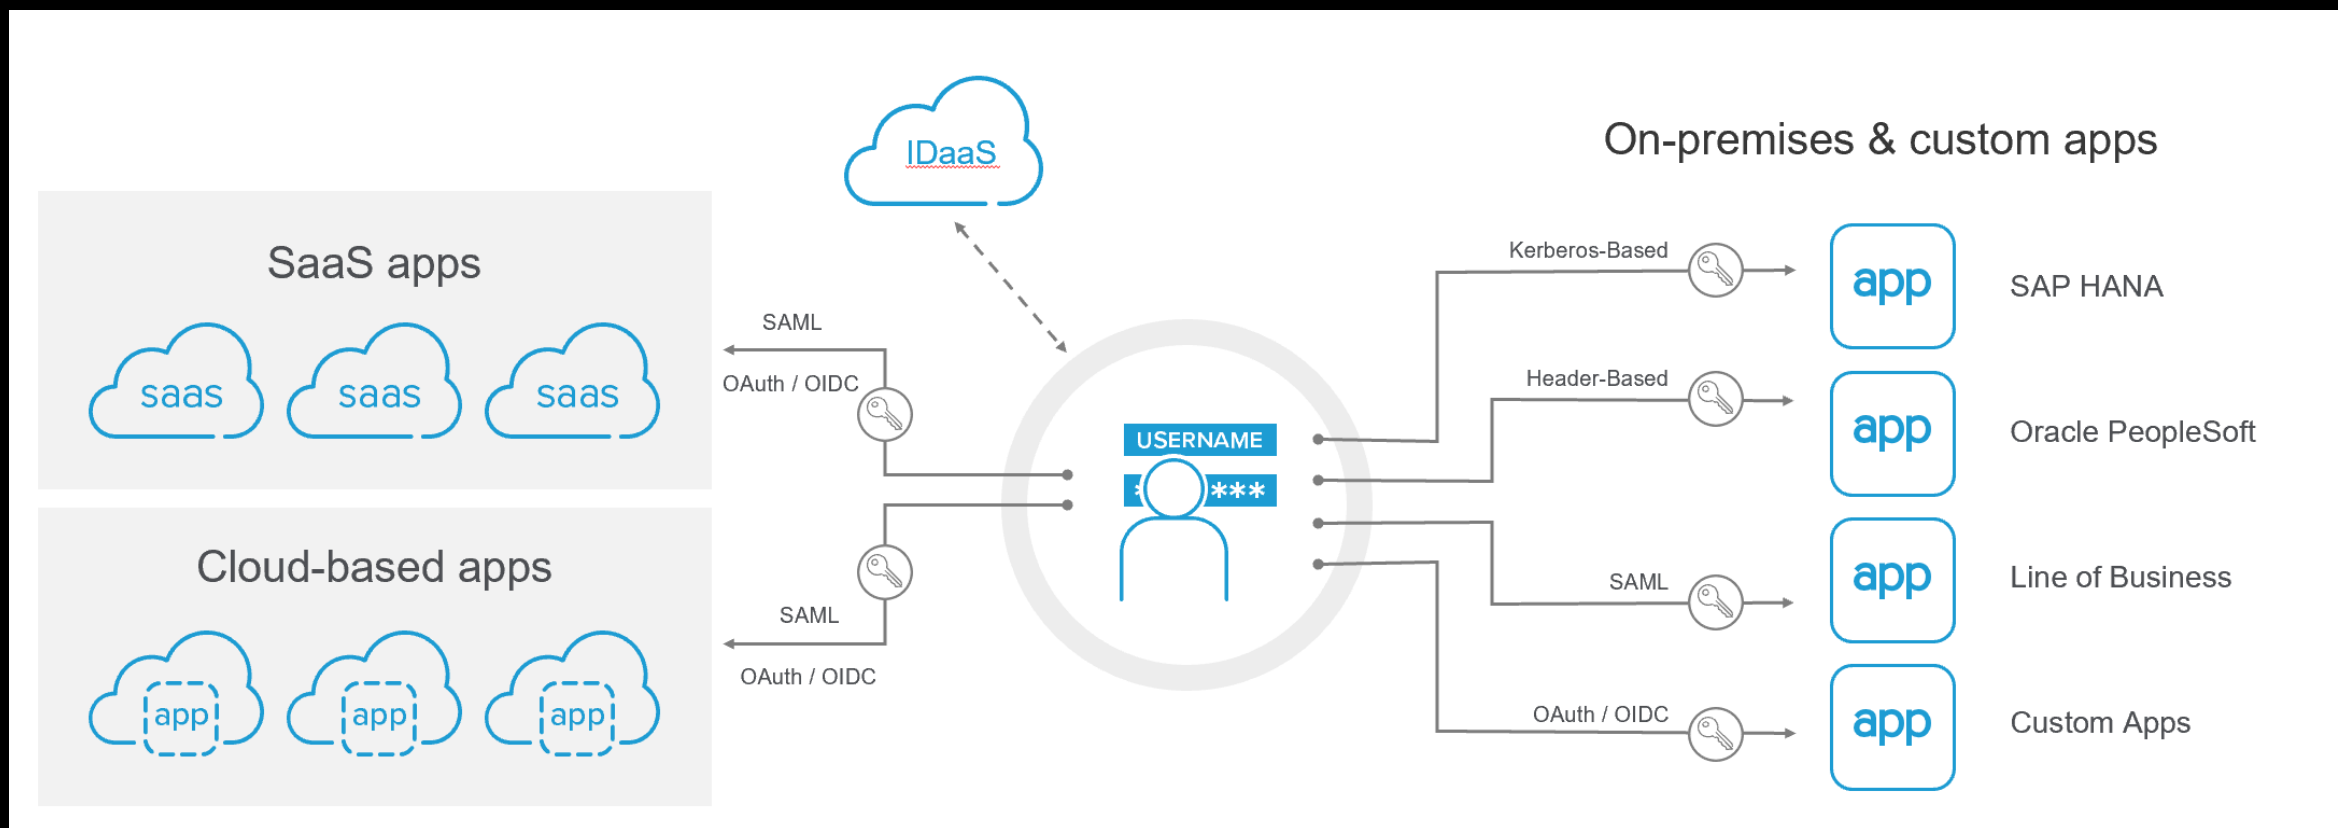 IDaaS
On-premises & custom apps
SaaS apps
saas
saas
saas
SAML
OAuth / OIDC
Cloud-based apps
app
app
app
SAML
OAuth / OIDC
USERNAME
* ***
Kerberos-Based
app
SAP HANA
Header-Based
app
Oracle PeopleSoft
SAML
app
Line of Business
OAuth / OIDC
app
Custom Apps